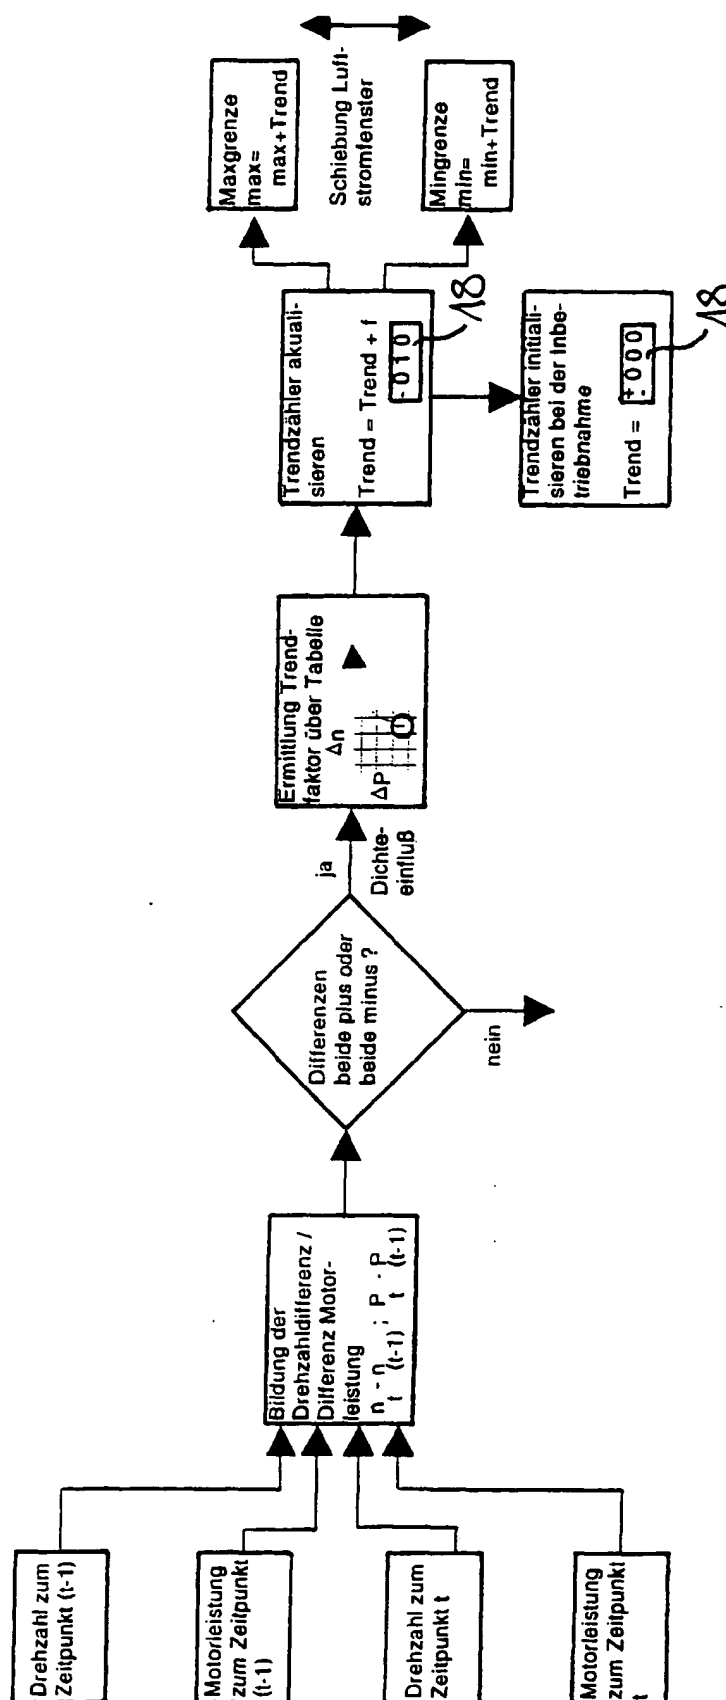 Drehzahl zum
Zeitpunkt (t-1)
Motorleistung
zum Zeitpunkt
(t-1)
Drehzahl zum
Zeitpunkt t
Motorleistung
zum Zeitpunkt
t
Bildung der
Drehzahldifferenz /
Differenz Motor-
leistung
n t - n (t-1) ; P t - P (t-1)
Differenzen
beide plus oder
beide minus ?
ja
nein
Dichte-
einfluß
Ermittlung Trend-
faktor über Tabelle
Δn
ΔP
Trendzähler akuali-
sieren
Trend = Trend + f
-010
18
Trendzähler initiali-
sieren bei der Inbe-
triebnahme
Trend = +-000
18
Maxgrenze
max=
max+Trend
Schiebung Luft-
stromfenster
Mingrenze
min=
min+Trend